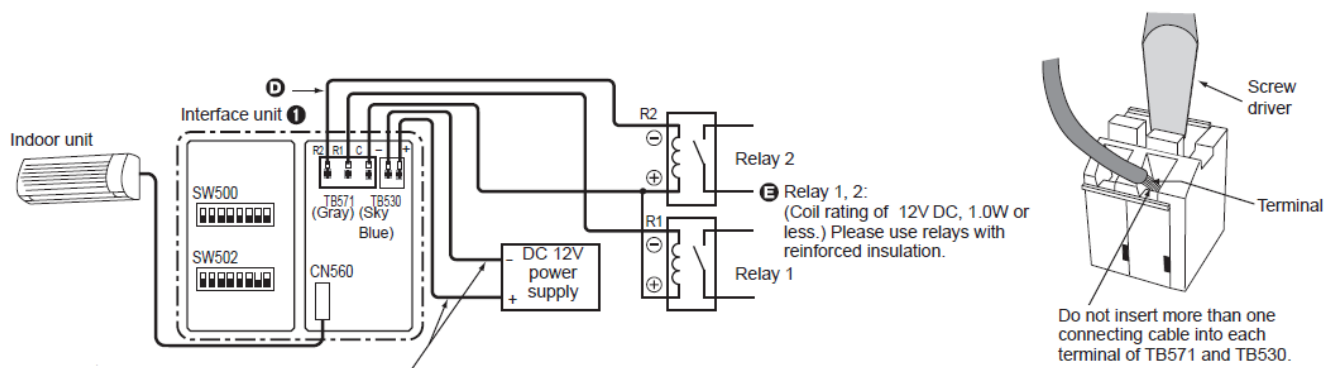 D
Interface unit 1
Indoor unit
R2 R1 C - +
SW500
TB571 TB530
(Gray) (Sky
Blue)
SW502
CN560
- DC 12V
power
+ supply
R2
-
+
Relay 2
R1
-
+
Relay 1
E Relay 1, 2:
(Coil rating of 12V DC, 1.0W or
less.) Please use relays with
reinforced insulation.
Screw
driver
Terminal
Do not insert more than one
connecting cable into each
terminal of TB571 and TB530.